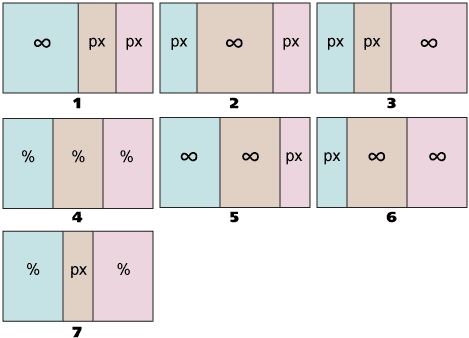 ∞ px px
1
px ∞ px
2
px px ∞
3
% % %
4
∞ ∞ px
5
px ∞ ∞
6
% px %
7